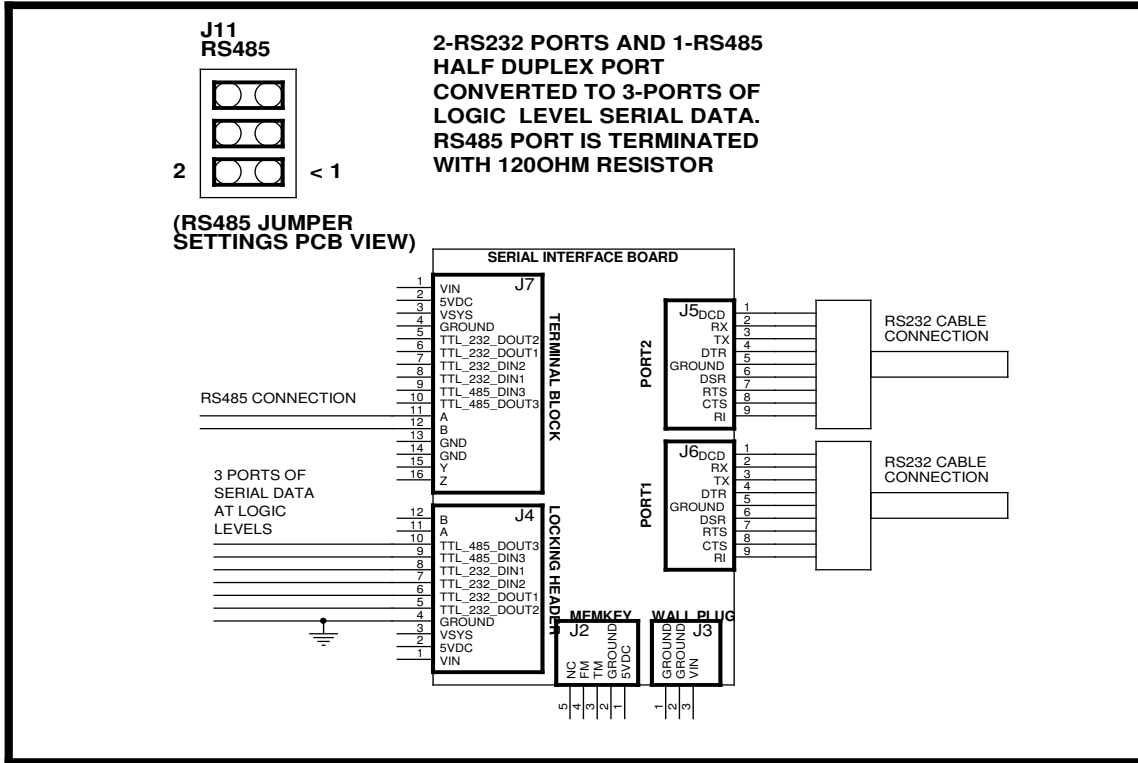 J11
RS485
2
< 1
(RS485 JUMPER
SETTINGS PCB VIEW)
2-RS232 PORTS AND 1-RS485
HALF DUPLEX PORT
CONVERTED TO 3-PORTS OF
LOGIC LEVEL SERIAL DATA.
RS485 PORT IS TERMINATED
WITH 120OHM RESISTOR
SERIAL INTERFACE BOARD
J7
TERMINAL BLOCK
1 VIN
2 5VDC
3 VSYS
4 GROUND
5 TTL_232_DOUT2
6 TTL_232_DOUT1
7 TTL_232_DIN2
8 TTL_232_DIN1
9 TTL_485_DIN3
10 TTL_485_DOUT3
11 A
12 B
13 GND
14 GND
15 Y
16 Z
RS485 CONNECTION
3 PORTS OF
SERIAL DATA
AT LOGIC
LEVELS
J4
LOCKING HEADER
12 B
11 A
10 TTL_485_DOUT3
9 TTL_485_DIN3
8 TTL_232_DIN1
7 TTL_232_DIN2
6 TTL_232_DOUT1
5 TTL_232_DOUT2
4 GROUND
3 VSYS
2 5VDC
1 VIN
PORT2
J5
DCD 1
RX 2
TX 3
DTR 4
GROUND 5
DSR 6
RTS 7
CTS 8
RI 9
RS232 CABLE
CONNECTION
PORT1
J6
DCD 1
RX 2
TX 3
DTR 4
GROUND 5
DSR 6
RTS 7
CTS 8
RI 9
RS232 CABLE
CONNECTION
MEMKEY
J2
NC 5
FM 4
TM 3
GROUND 2
5VDC 1
WALL PLUG
J3
GROUND 1
GROUND 2
VIN 3